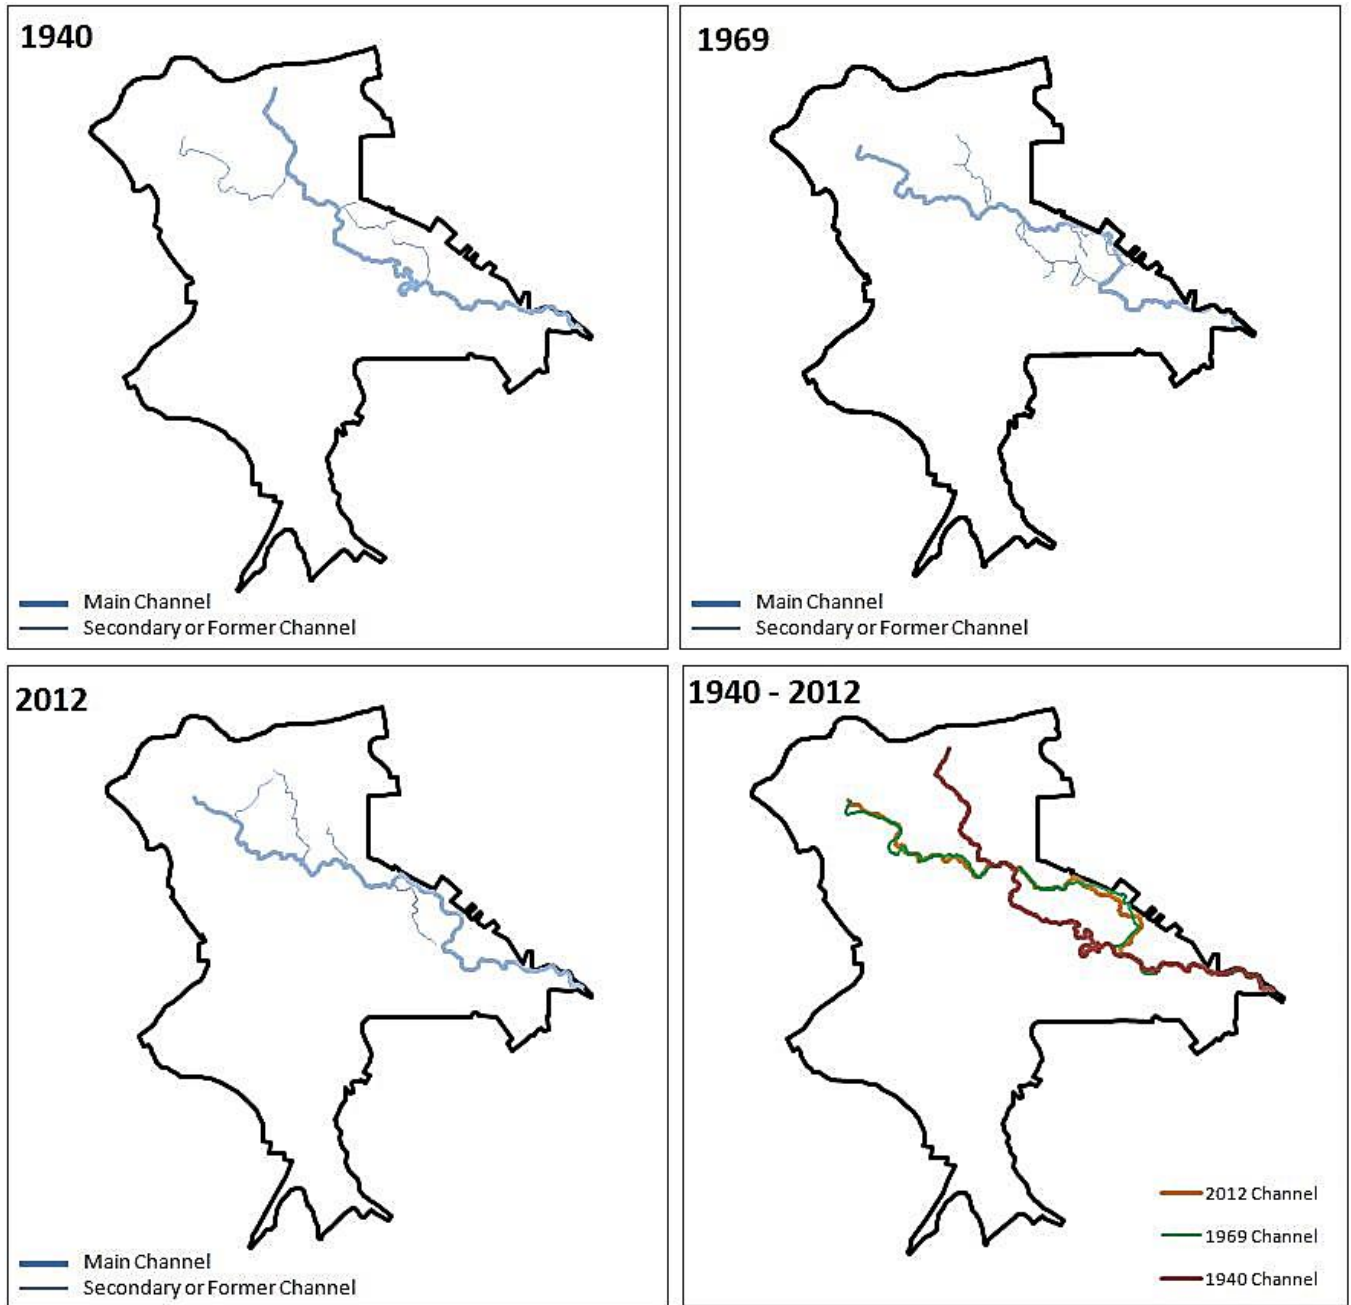 1940
Main Channel
Secondary or Former Channel
1969
Main Channel
Secondary or Former Channel
2012
Main Channel
Secondary or Former Channel
1940 - 2012
2012 Channel
1969 Channel
1940 Channel